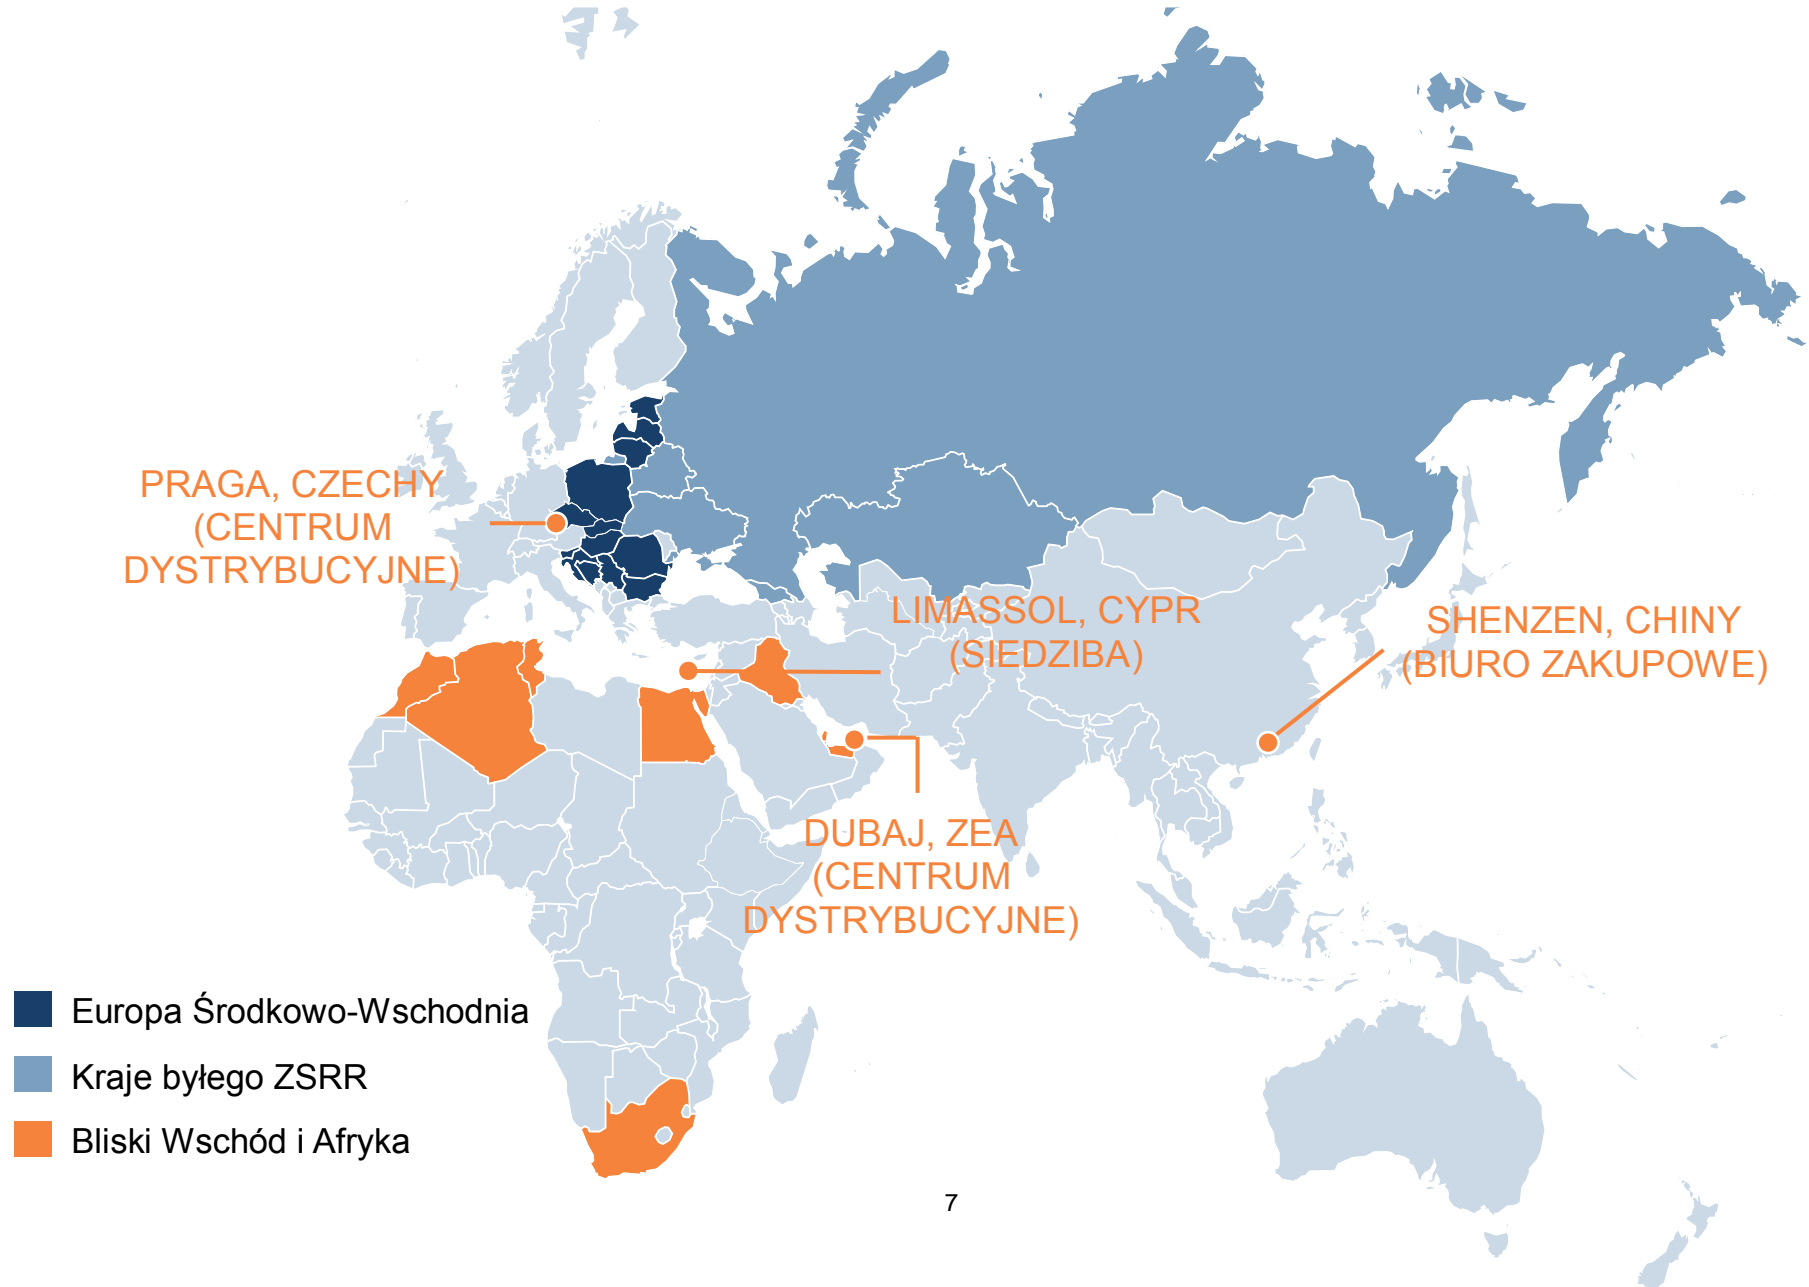 PRAGA, CZECHY
(CENTRUM
DYSTRYBUCYJNE)
LIMASSOL, CYPR
(SIEDZIBA)
SHENZEN, CHINY
(BIURO ZAKUPOWE)
DUBAJ, ZEA
(CENTRUM
DYSTRYBUCYJNE)
Europa Środkowo-Wschodnia
Kraje byłego ZSRR
Bliski Wschód i Afryka
7